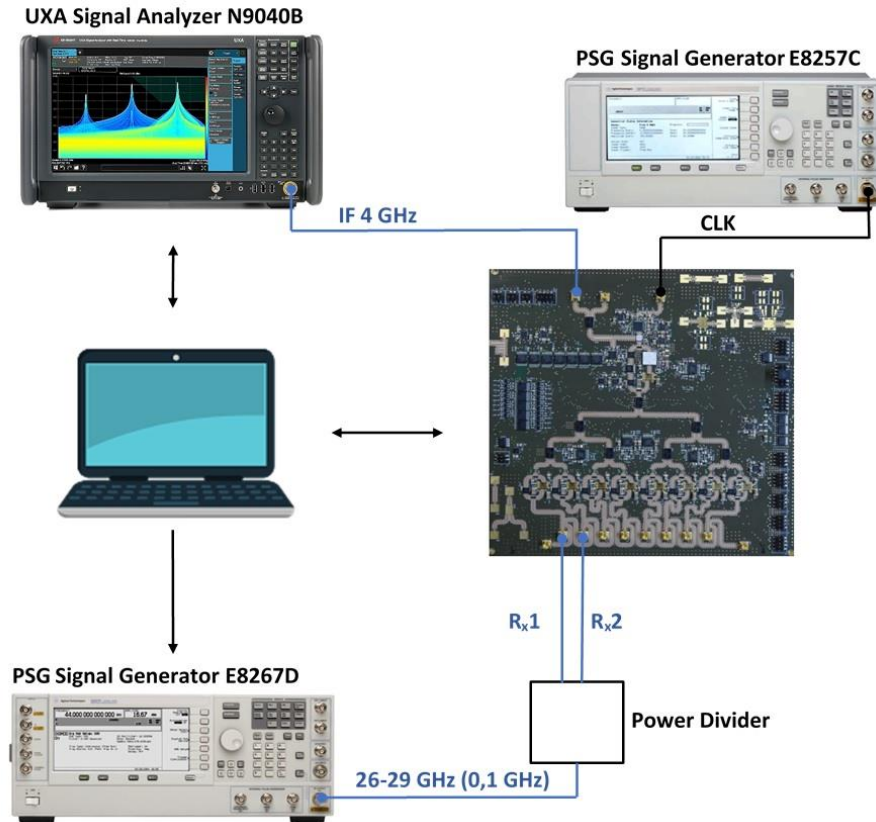 UXA Signal Analyzer N9040B
PSG Signal Generator E8257C
IF 4 GHz
CLK
Rₓ1
Rₓ2
PSG Signal Generator E8267D
Power Divider
26-29 GHz (0,1 GHz)